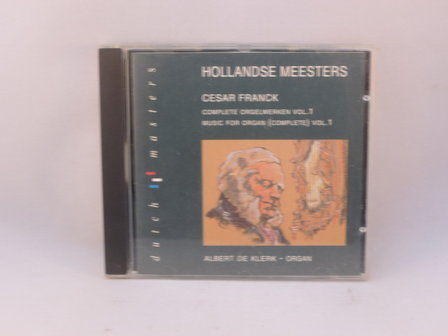 HOLLANDSE MEESTERS
CESAR FRANCK
COMPLETE ORGELWERKEN VOL.1
MUSIC FOR ORGAN (COMPLETE) VOL.1
ALBERT DE KLERK - ORGAN
dutch masters